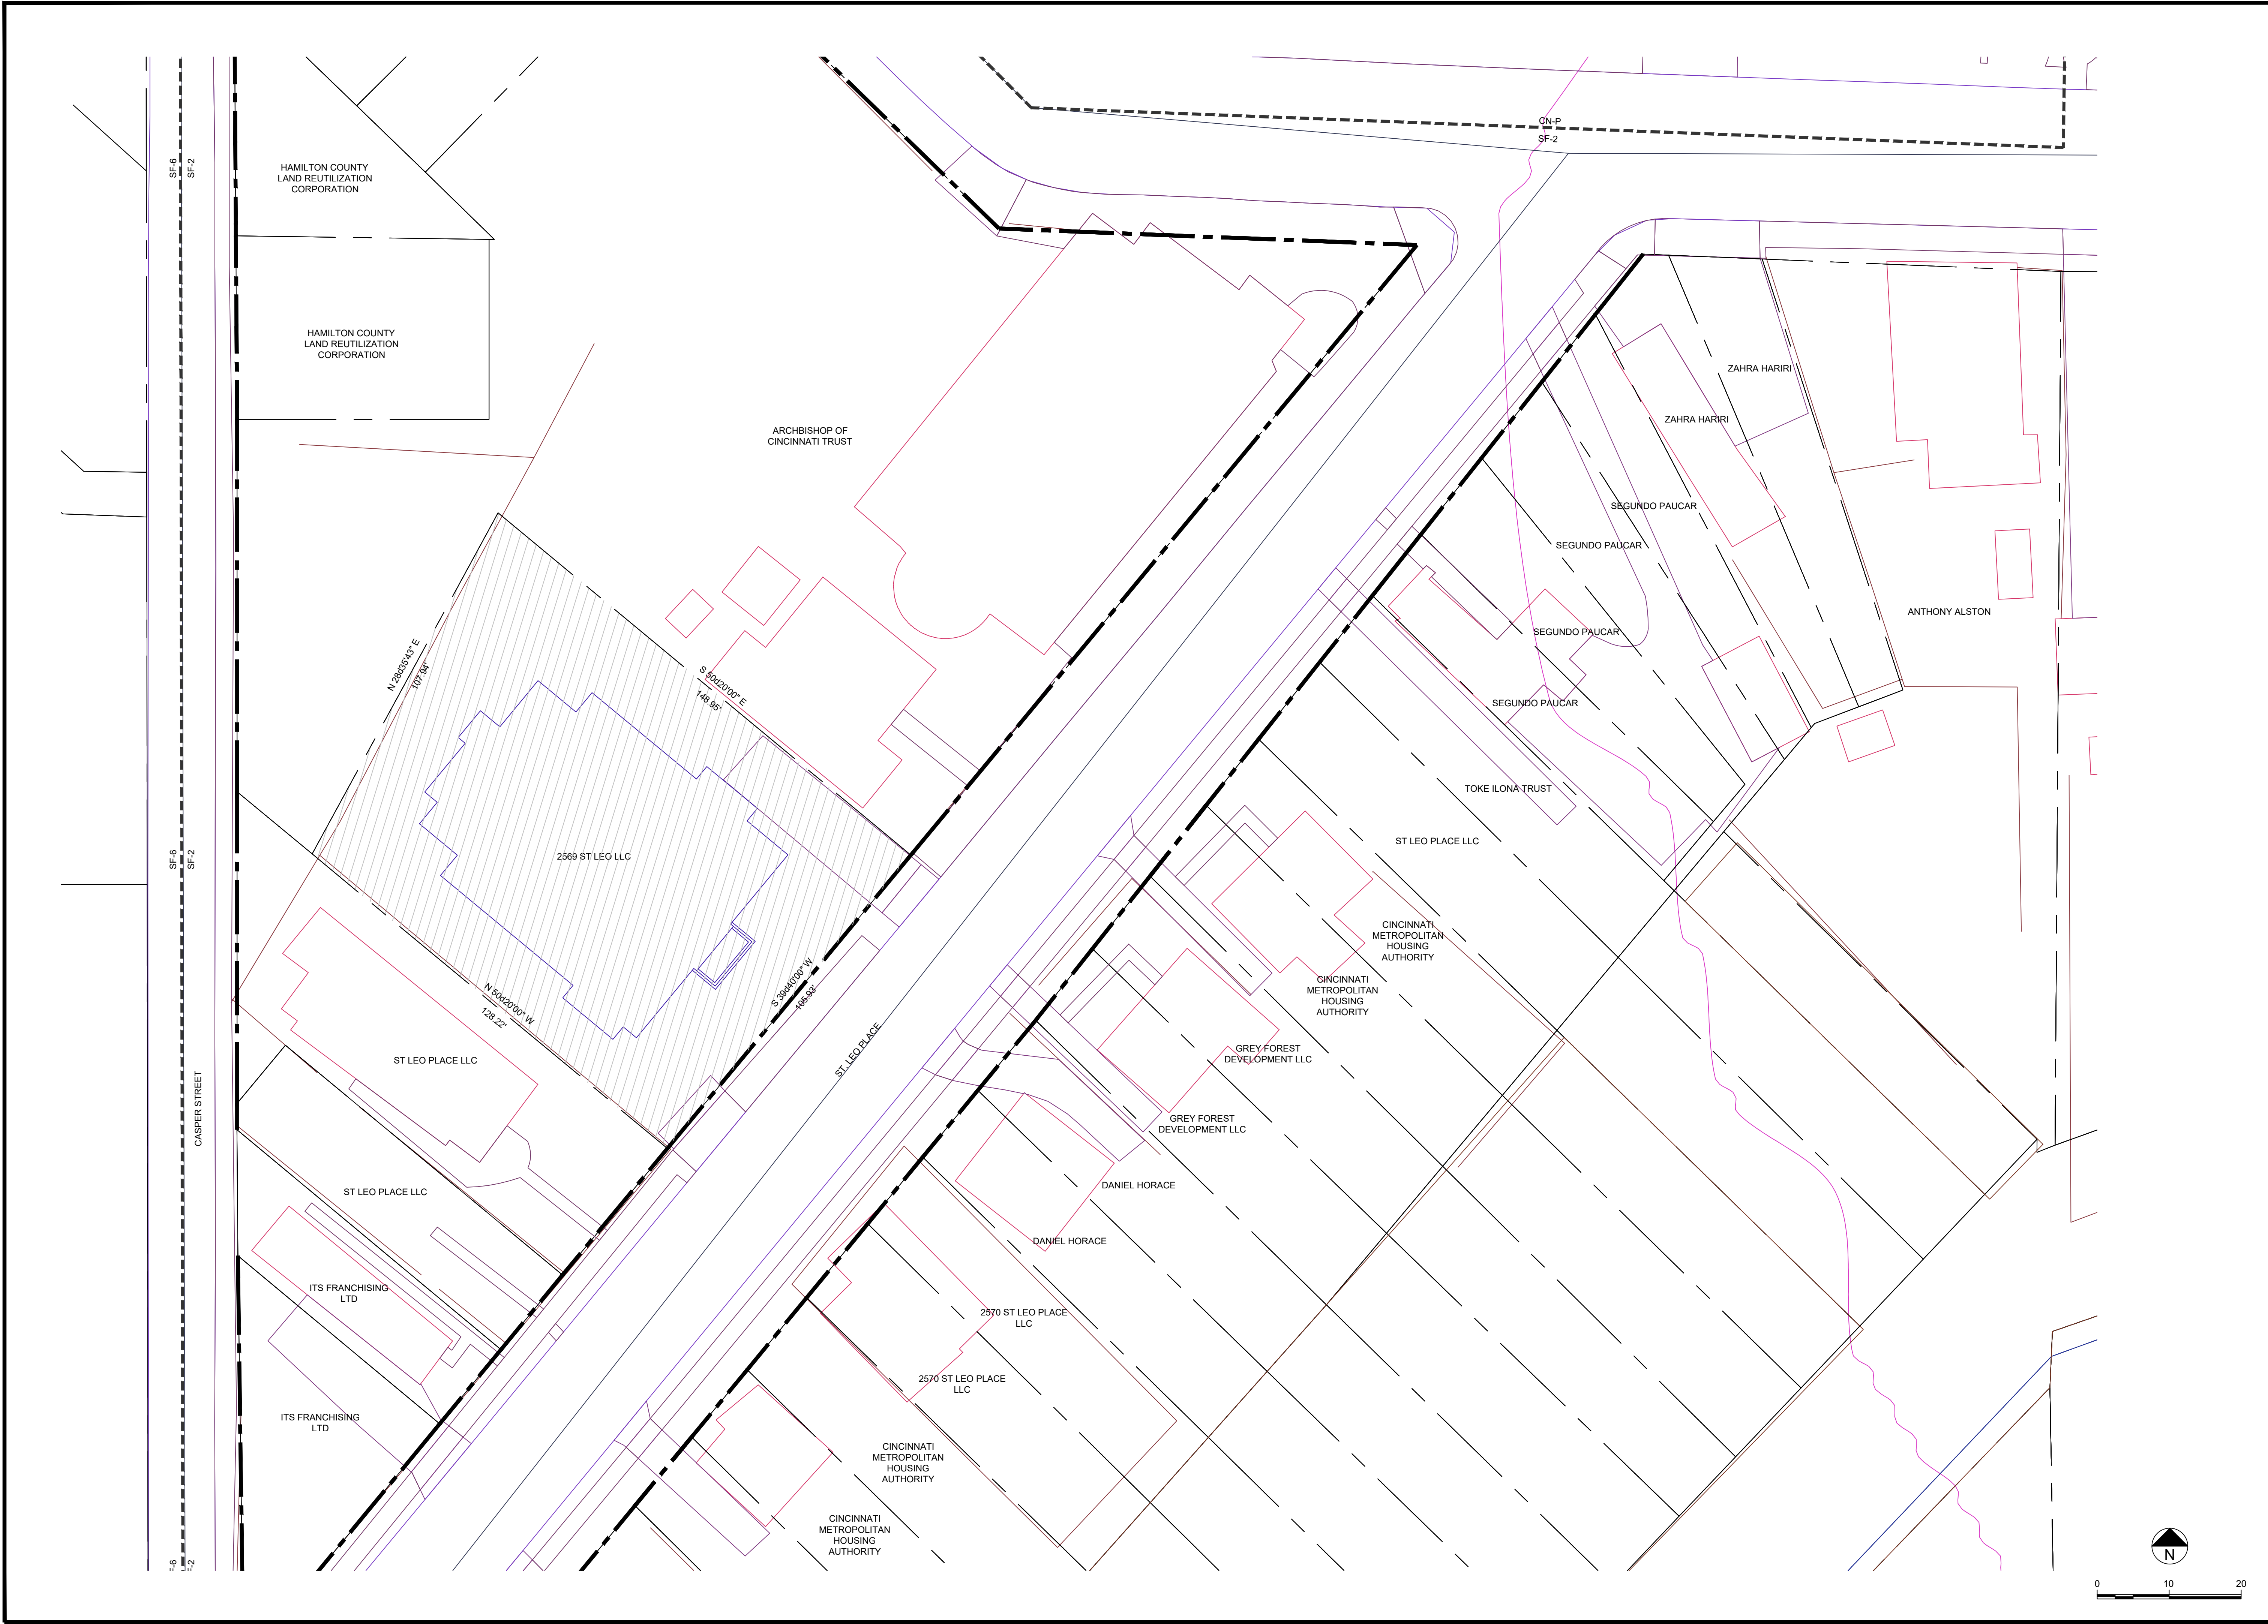 CN-P
SF-2
SF-6
SF-2
HAMILTON COUNTY
LAND REUTILIZATION
CORPORATION
HAMILTON COUNTY
LAND REUTILIZATION
CORPORATION
ARCHBISHOP OF
CINCINNATI TRUST
ZAHRA HARIRI
ZAHRA HARIRI
SEGUNDO PAUCAR
SEGUNDO PAUCAR
SEGUNDO PAUCAR
SEGUNDO PAUCAR
ANTHONY ALSTON
N 28d35'43" E
107.94'
S 50d20'00" E
148.95'
TOKE ILONA TRUST
ST LEO PLACE LLC
SF-6
SF-2
2569 ST LEO LLC
CINCINNATI
METROPOLITAN
HOUSING
AUTHORITY
CINCINNATI
METROPOLITAN
HOUSING
AUTHORITY
S 39d40'00" W
105.93'
N 50d20'00" W
128.22'
ST. LEO PLACE
GREY FOREST
DEVELOPMENT LLC
GREY FOREST
DEVELOPMENT LLC
ST LEO PLACE LLC
CASPER STREET
ST LEO PLACE LLC
DANIEL HORACE
DANIEL HORACE
ITS FRANCHISING
LTD
2570 ST LEO PLACE
LLC
2570 ST LEO PLACE
LLC
ITS FRANCHISING
LTD
CINCINNATI
METROPOLITAN
HOUSING
AUTHORITY
CINCINNATI
METROPOLITAN
HOUSING
AUTHORITY
N
0 10 20